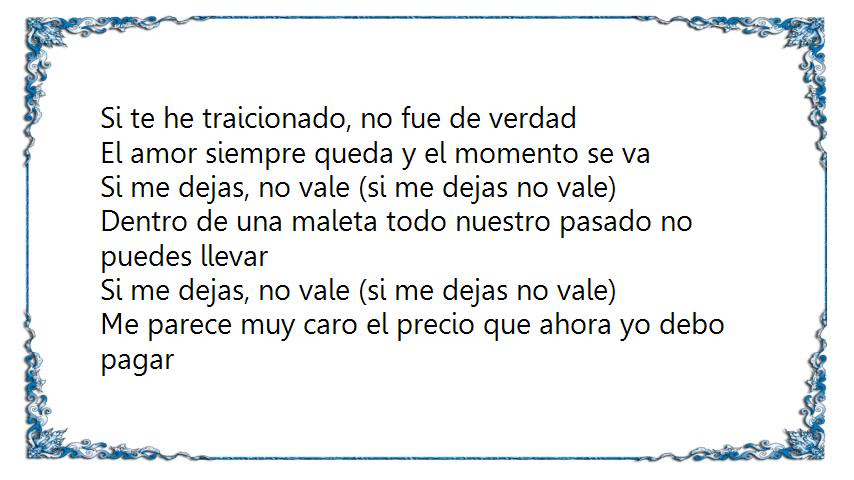 Si te he traicionado, no fue de verdad
El amor siempre queda y el momento se va
Si me dejas, no vale (si me dejas no vale)
Dentro de una maleta todo nuestro pasado no
puedes llevar
Si me dejas, no vale (si me dejas no vale)
Me parece muy caro el precio que ahora yo debo
pagar